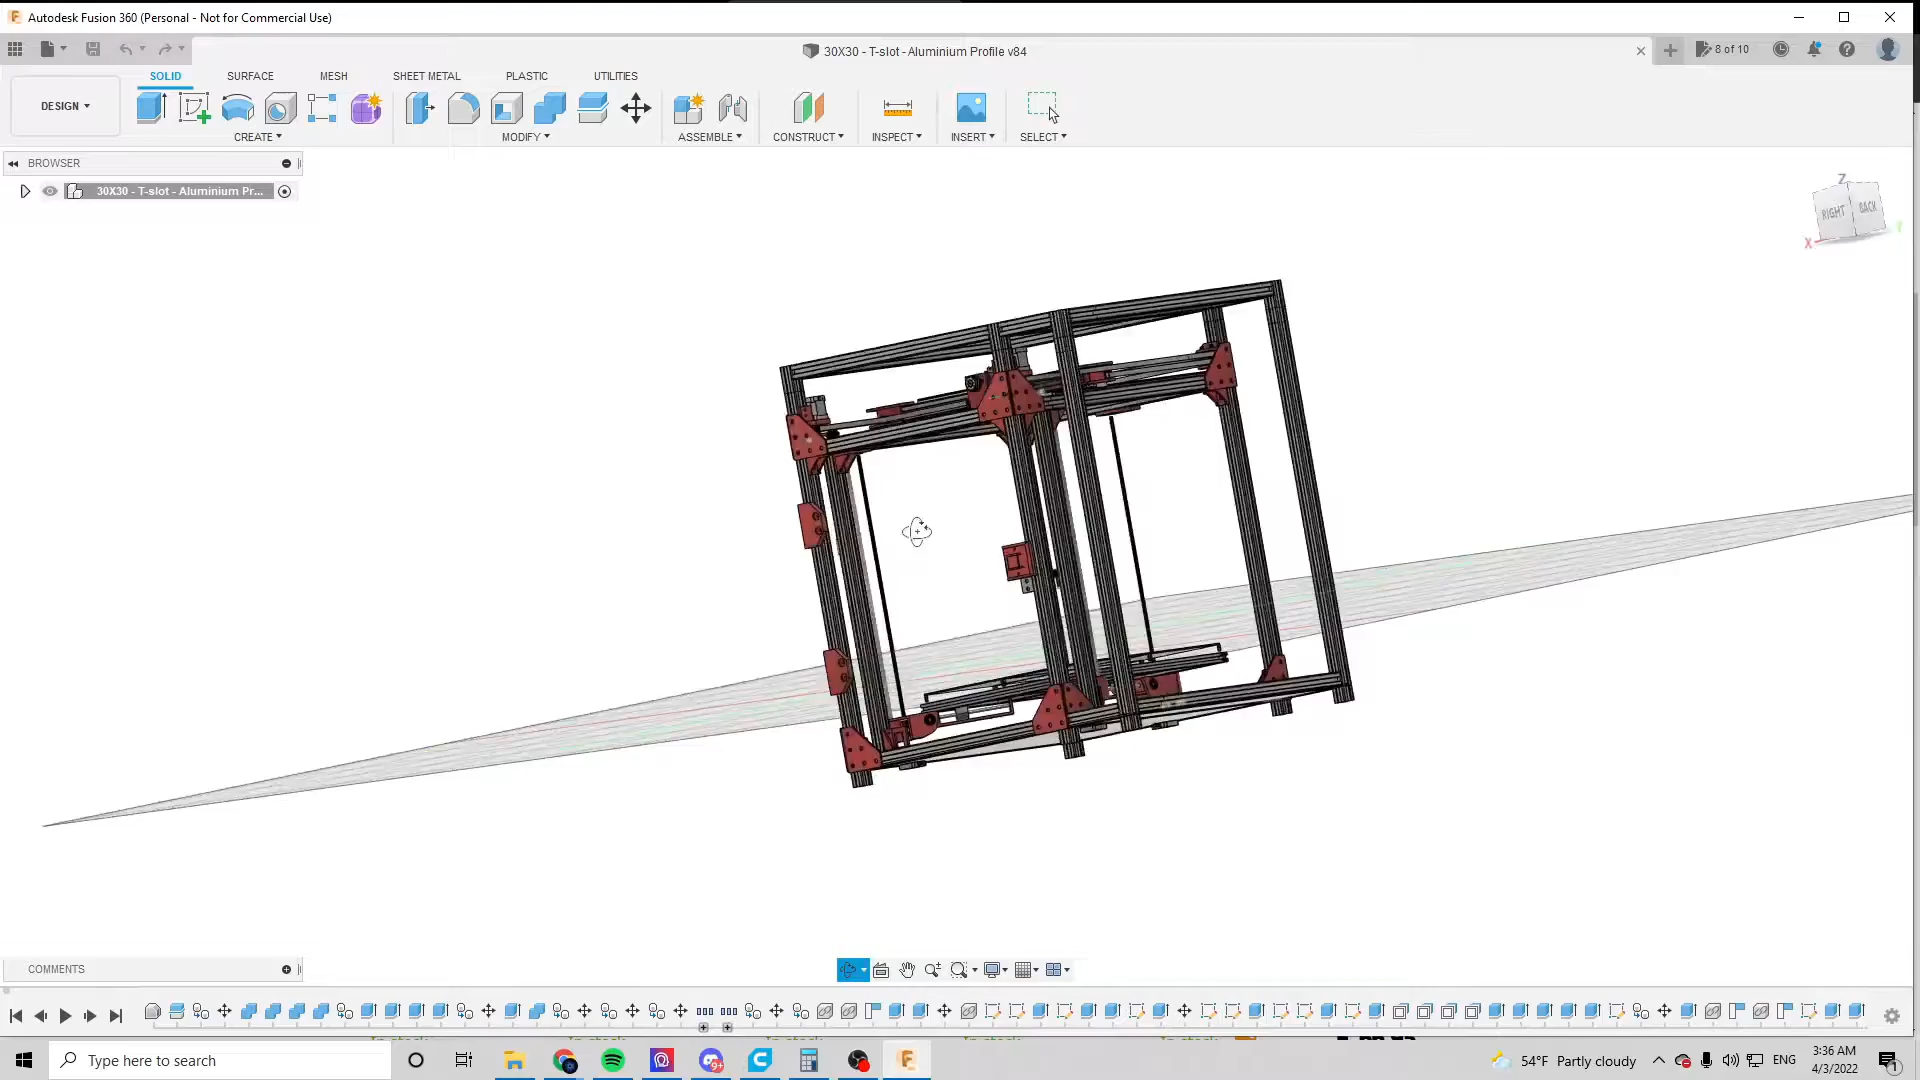 Autodesk Fusion 360 (Personal - Not for Commercial Use)
30X30 - T-slot - Aluminium Profile v84
8 of 10
SOLID
SURFACE
MESH
SHEET METAL
PLASTIC
UTILITIES
DESIGN
CREATE
MODIFY
ASSEMBLE
CONSTRUCT
INSPECT
INSERT
SELECT
BROWSER
30X30 - T-slot - Aluminium Pr...
Z
RIGHT
BACK
X
Y
COMMENTS
Type here to search
9+
54°F Partly cloudy
ENG
3:36 AM
4/3/2022
1